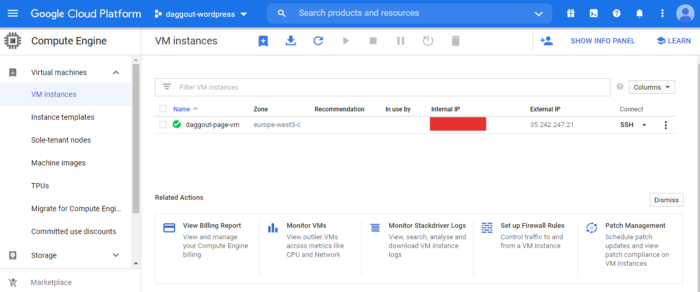 Google Cloud Platform
daggout-wordpress
Search products and resources
Compute Engine
VM instances
SHOW INFO PANEL
LEARN
Virtual machines
VM instances
Instance templates
Sole-tenant nodes
Machine images
TPUs
Migrate for Compute Engi...
Committed use discounts
Storage
Marketplace
Filter VM instances
Columns
Name
Zone
Recommendation
In use by
Internal IP
External IP
Connect
daggout-page-vm
europe-west3-c
35.242.247.21
SSH
Related Actions
Dismiss
View Billing Report
View and manage
your Compute Engine
billing
Monitor VMs
View outlier VMs
across metrics like
CPU and Network
Monitor Stackdriver Logs
View, search, analyse and
download VM instance
logs
Set up Firewall Rules
Control traffic to and
from a VM instance
Patch Management
Schedule patch
updates and view
patch compliance on
VM instances